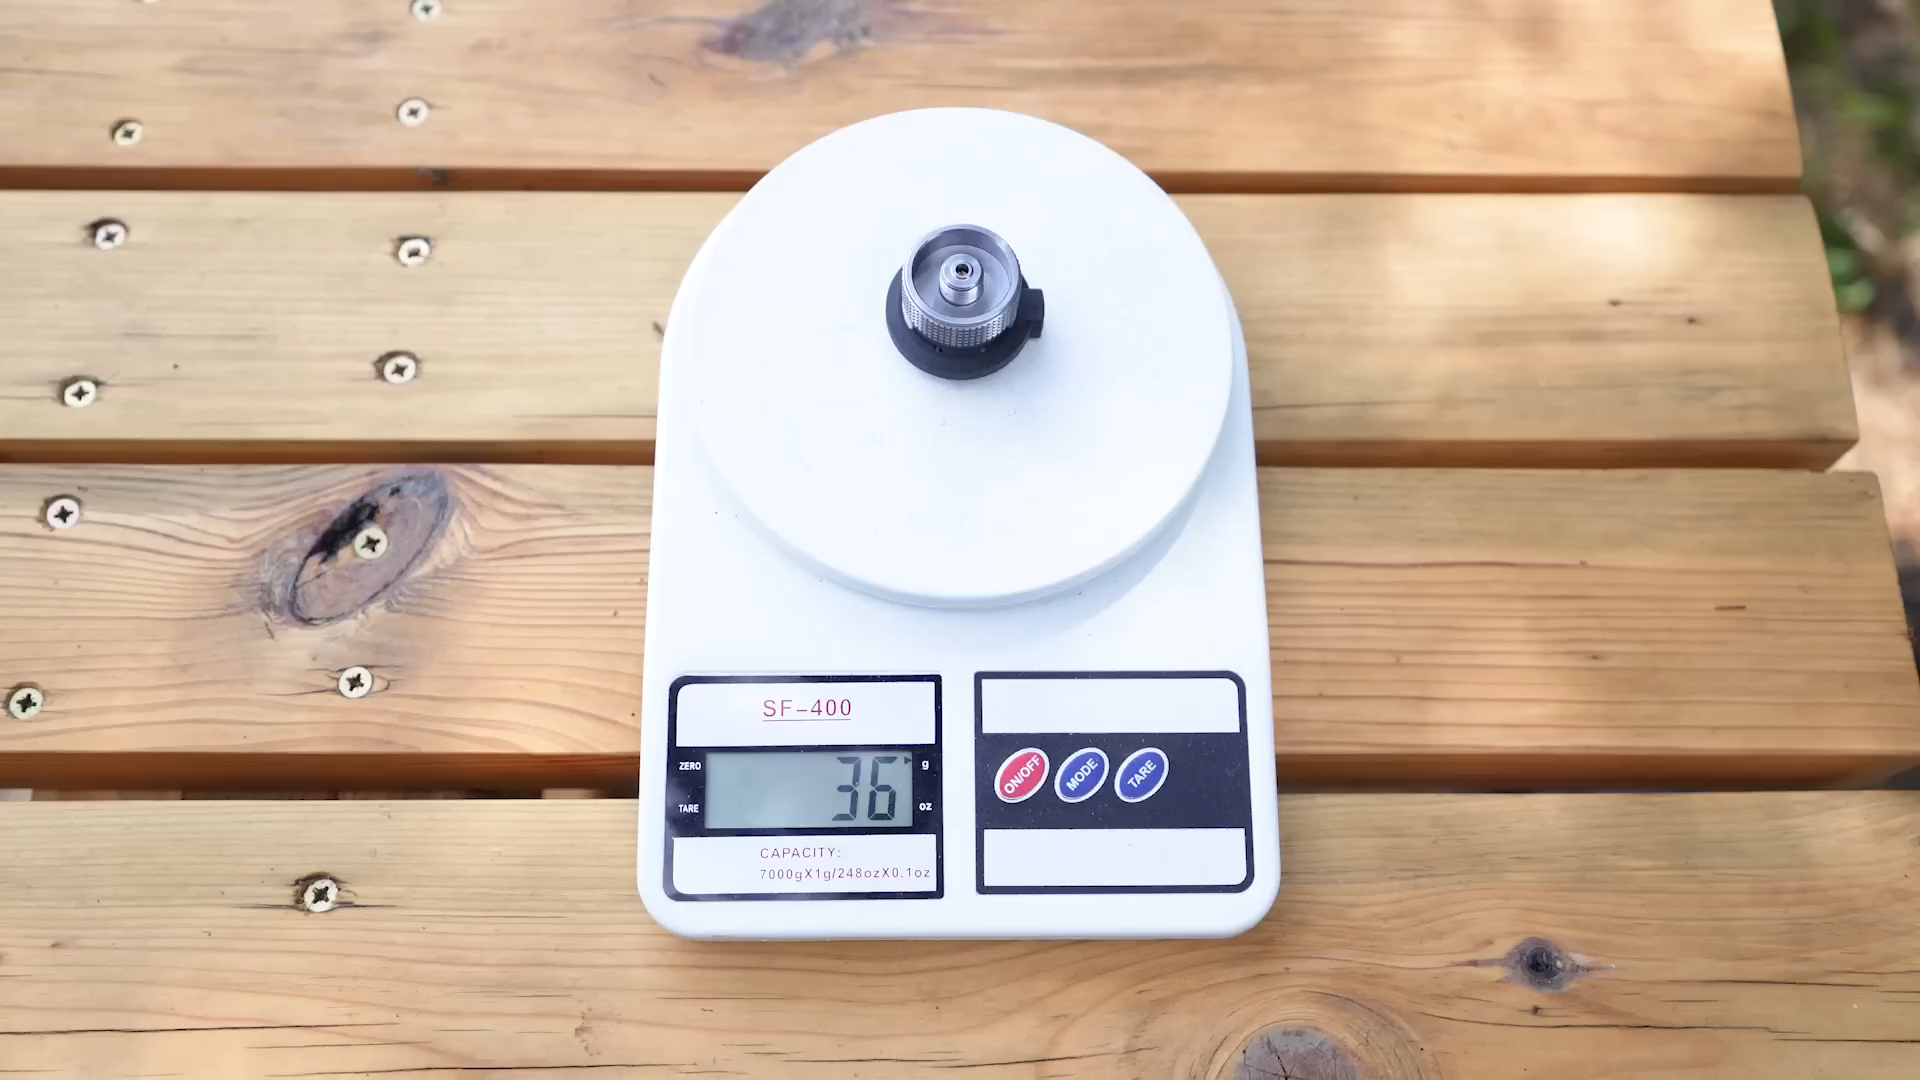 SF-400
ZERO
36
g
TARE
oz
CAPACITY:
7000gX1g/248ozX0.1oz
ON/OFF
MODE
TARE